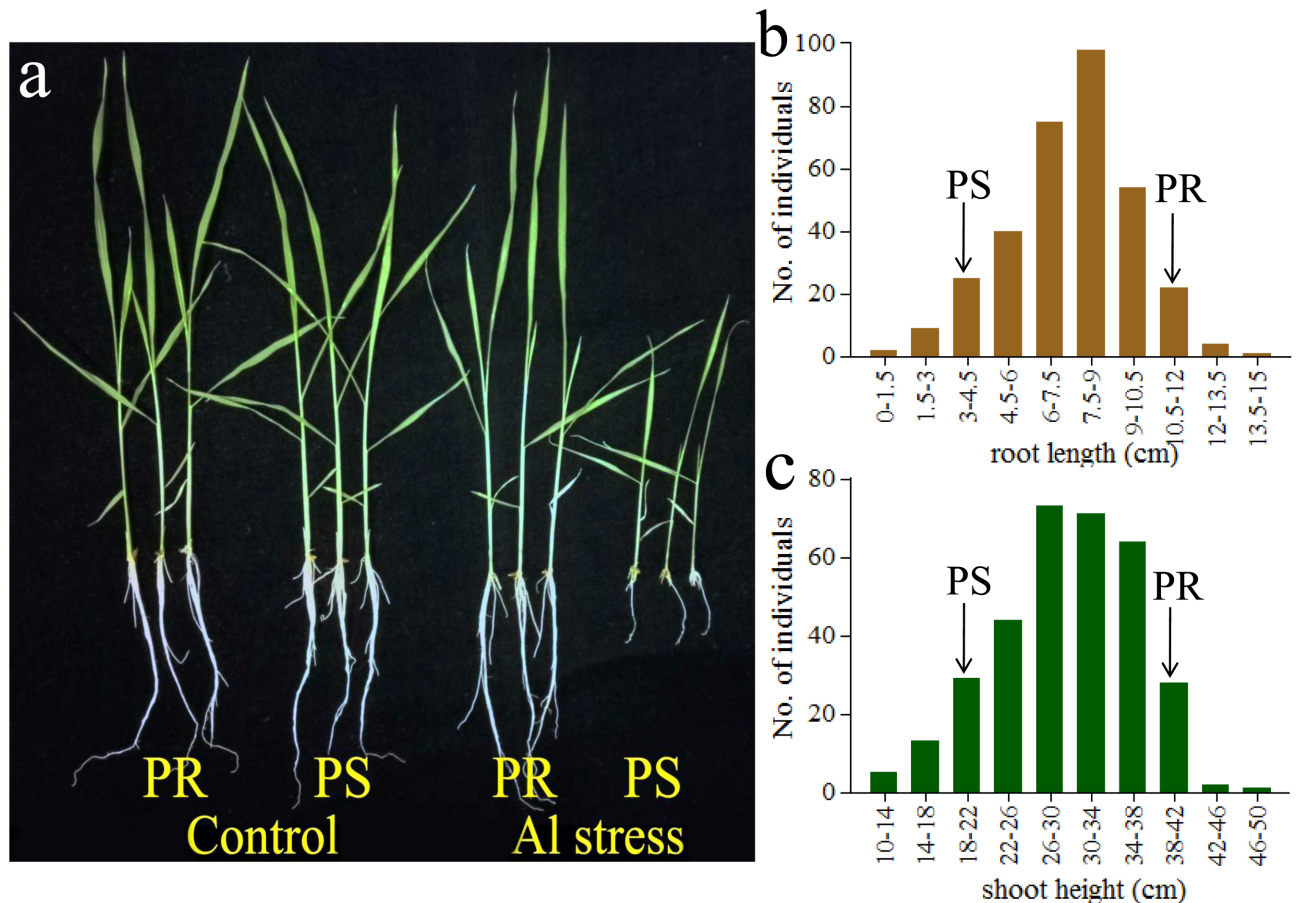 a
PR
PS
PR
PS
Control
Al stress
b
No. of individuals
100
80
60
40
20
0
PS
PR
0-1.5
1.5-3
3-4.5
4.5-6
6-7.5
7.5-9
9-10.5
10.5-12
12-13.5
13.5-15
root length (cm)
c
No. of individuals
80
60
40
20
0
PS
PR
10-14
14-18
18-22
22-26
26-30
30-34
34-38
38-42
42-46
46-50
shoot height (cm)